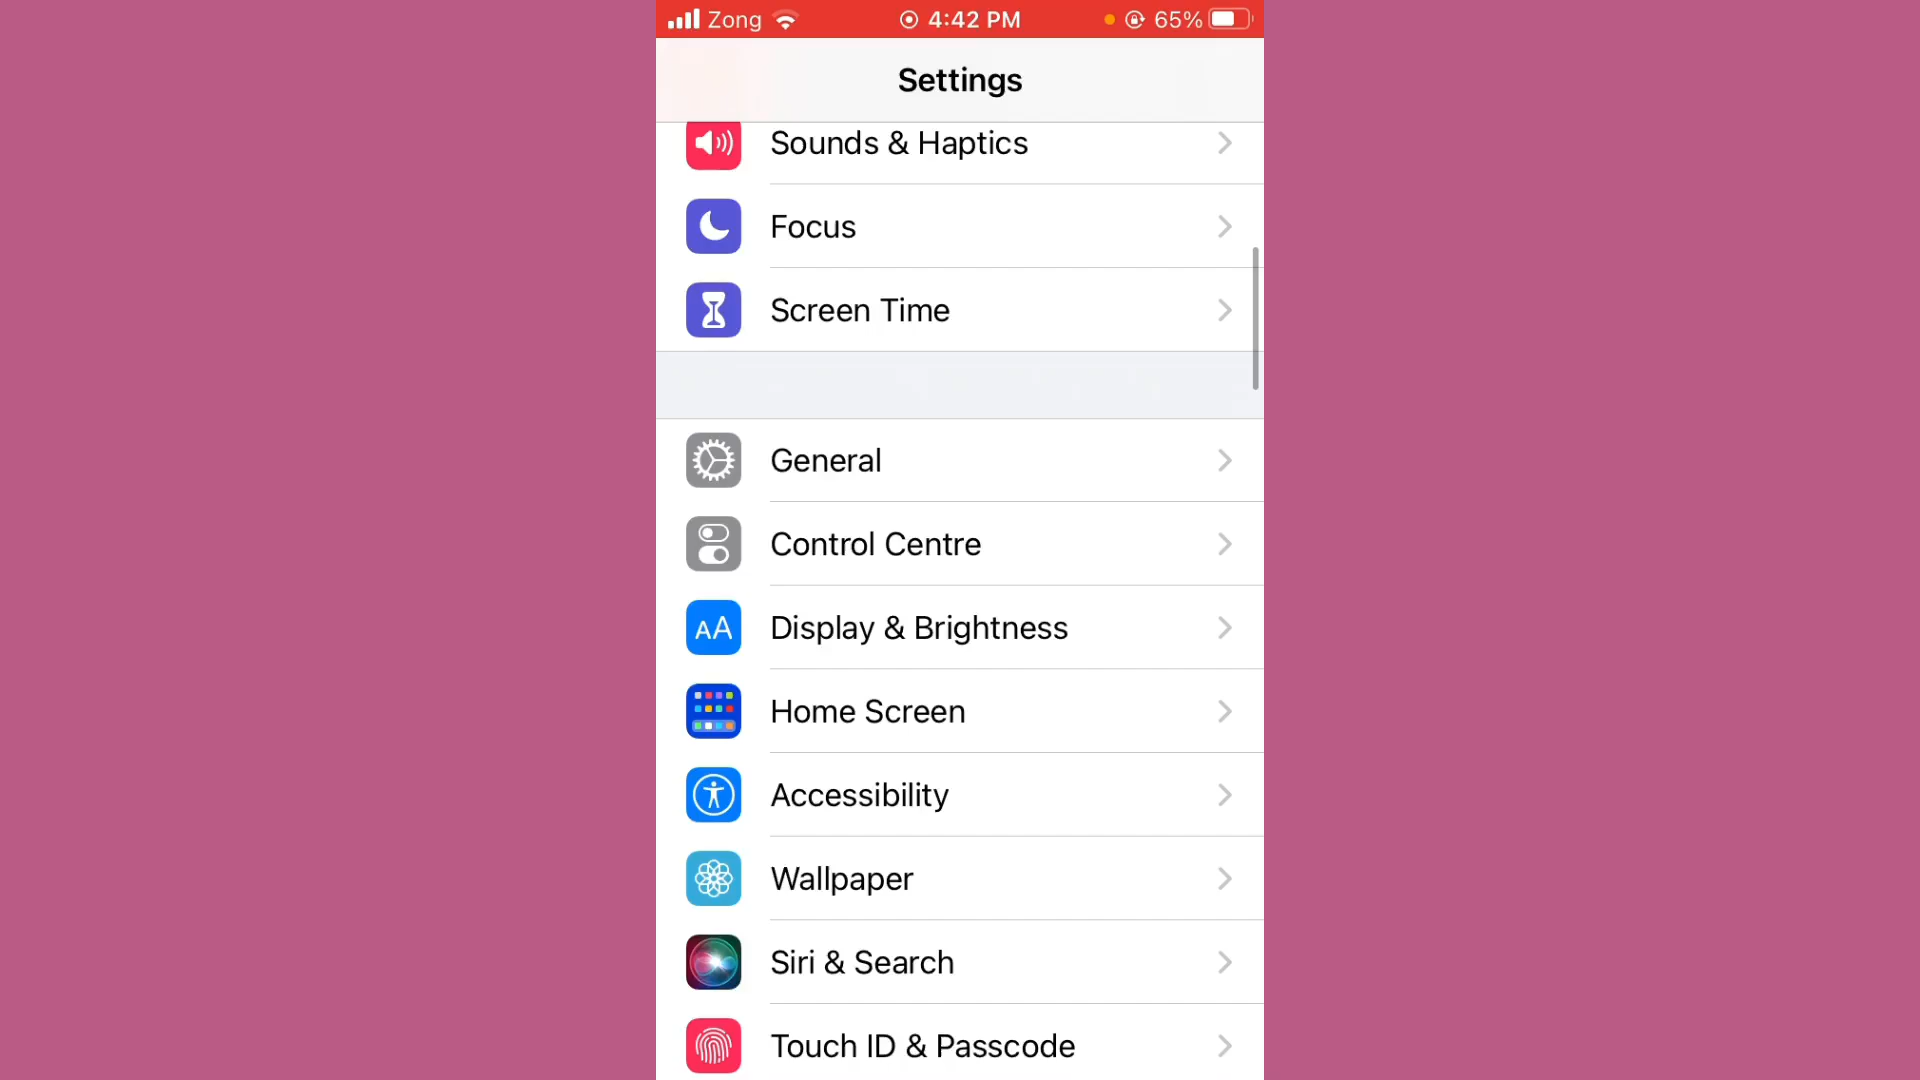 Zong 4:42 PM 65%
Settings
Sounds & Haptics
Focus
Screen Time
General
Control Centre
AA Display & Brightness
Home Screen
Accessibility
Wallpaper
Siri & Search
Touch ID & Passcode